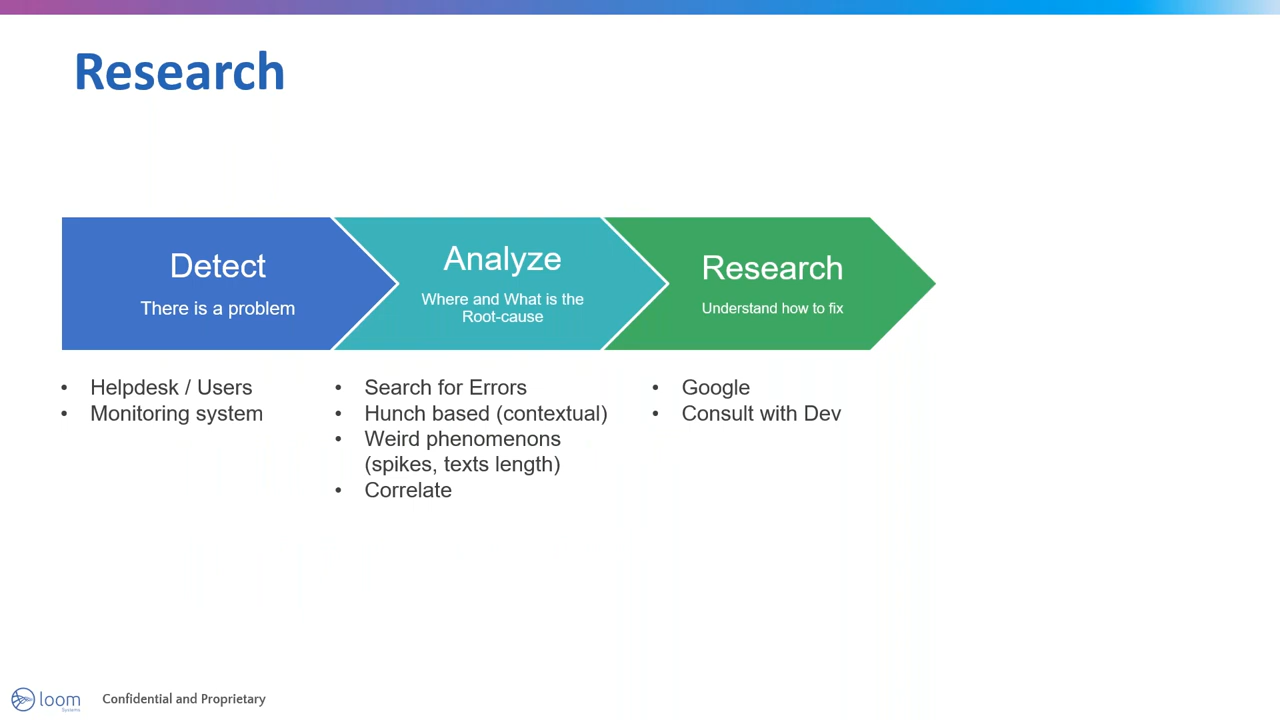 Research
Detect
There is a problem
Analyze
Where and What is the
Root-cause
Research
Understand how to fix
• Helpdesk / Users
• Monitoring system
• Search for Errors
• Hunch based (contextual)
• Weird phenomenons
(spikes, texts length)
• Correlate
• Google
• Consult with Dev
loom
Systems
Confidential and Proprietary